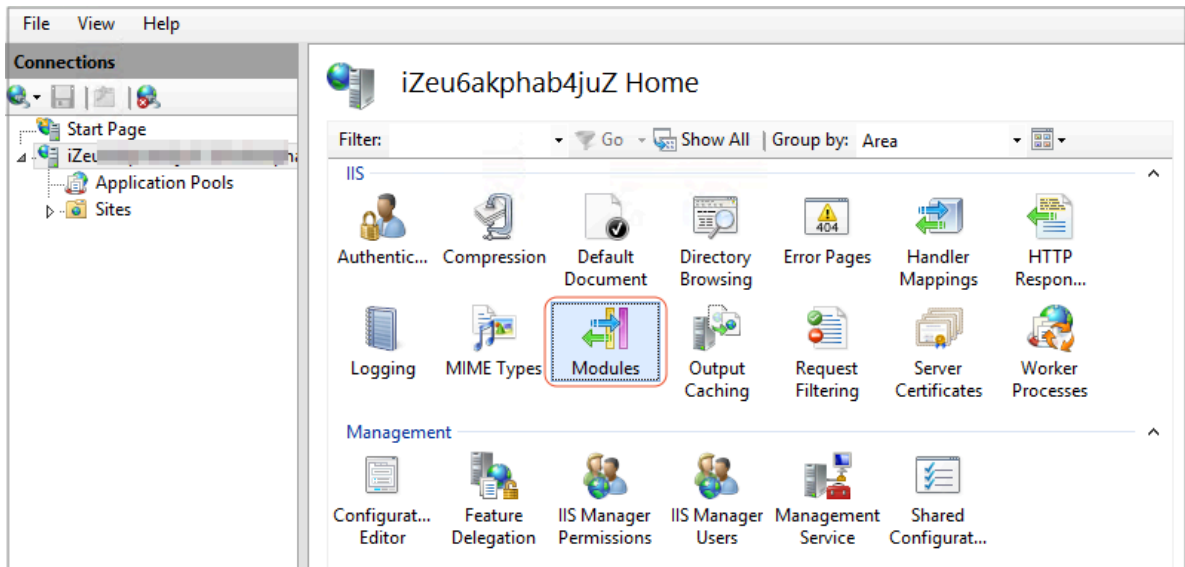 File View Help
Connections
Start Page
iZeu
Application Pools
Sites
iZeu6akphab4juZ Home
Filter: Go Show All Group by: Area
IIS
Authentic... Compression Default Document Directory Browsing Error Pages Handler Mappings HTTP Respon...
404
Logging MIME Types Modules Output Caching Request Filtering Server Certificates Worker Processes
Management
Configurat... Editor Feature Delegation IIS Manager Permissions IIS Manager Users Management Service Shared Configurat...